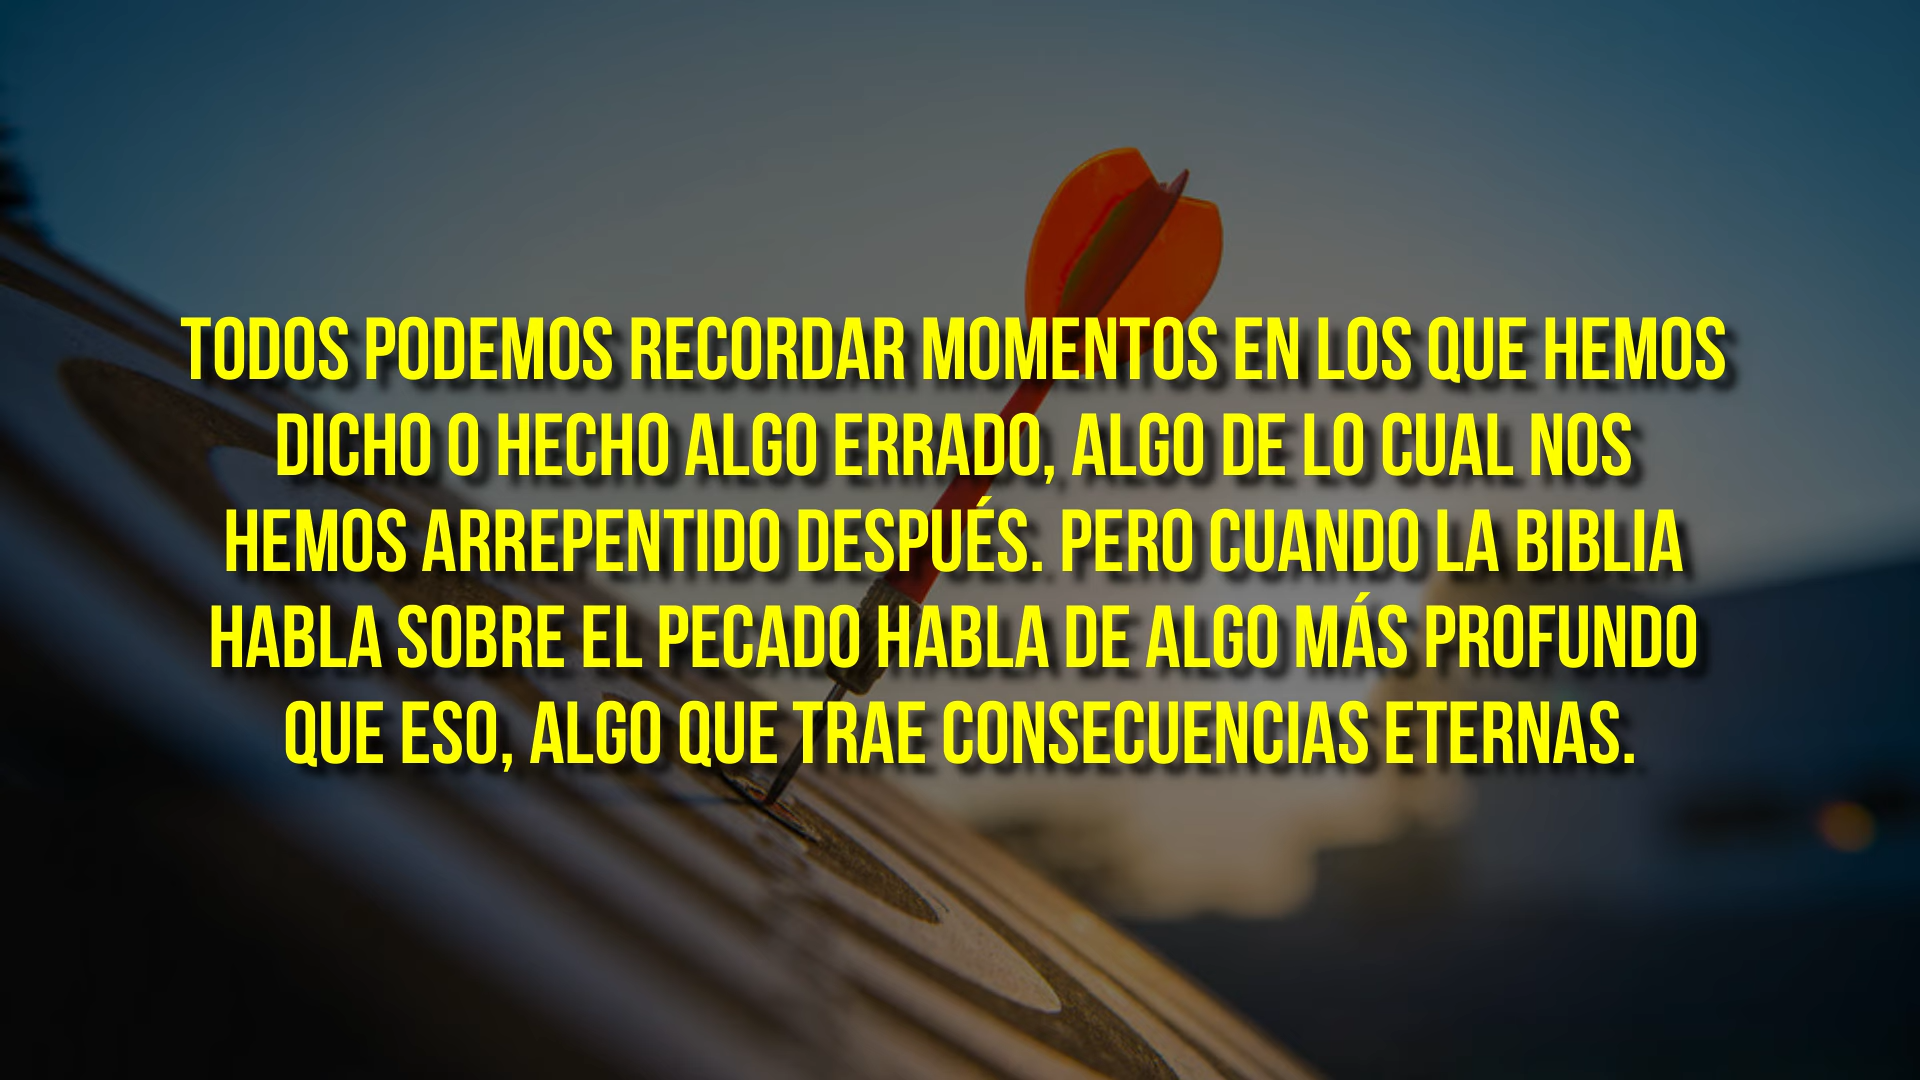 TODOS PODEMOS RECORDAR MOMENTOS EN LOS QUE HEMOS
DICHO O HECHO ALGO ERRADO, ALGO DE LO CUAL NOS
HEMOS ARREPENTIDO DESPUÉS. PERO CUANDO LA BIBLIA
HABLA SOBRE EL PECADO HABLA DE ALGO MÁS PROFUNDO
QUE ESO, ALGO QUE TRAE CONSECUENCIAS ETERNAS.